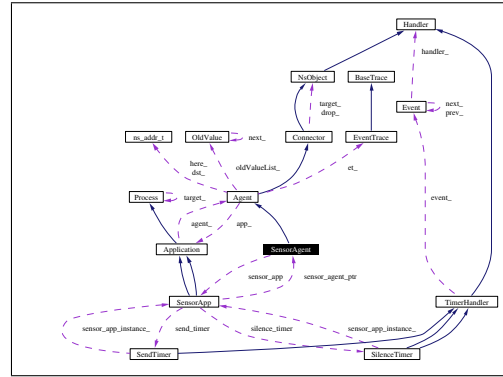 Handler
handler_
NsObject
BaseTrace
target_
drop_
Event
next_
prev_
ns_addr_t
OldValue
next_
Connector
EventTrace
here_
dst_
oldValueList_
et_
Process
target_
Agent
event_
agent_
app_
Application
SensorAgent
sensor_app
sensor_agent_ptr
SensorApp
TimerHandler
sensor_app_instance_
send_timer
silence_timer
sensor_app_instance_
SendTimer
SilenceTimer